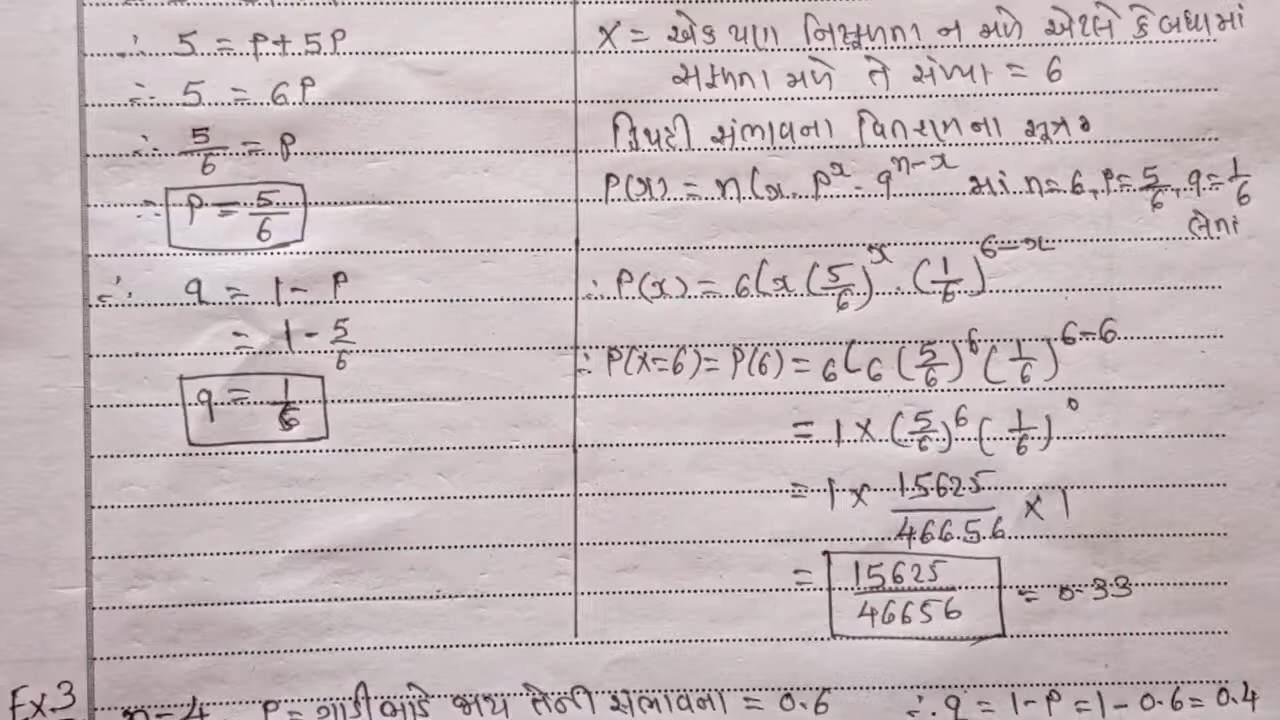 ∴ 5 = P + 5P
∴ 5 = 6P
∴ 5/6 = P
∴ P = 5/6
∴ q = 1 - P
= 1 - 5/6
q = 1/6
X = એક પણ નિષ્ફળતા ન મળે એટલે કે બધામાં
સફળતા મળે તે સંખ્યા = 6
દ્વિપદી સંભાવના વિતરણના સૂત્ર
P(x) = nCx · P^x · q^(n-x) માં n=6, P=5/6, q=1/6
લેતાં
∴ P(x) = 6Cx (5/6)^x · (1/6)^(6-x)
∴ P(X=6) = P(6) = 6C6 (5/6)^6 (1/6)^(6-6)
= 1 × (5/6)^6 (1/6)^0
= 1 × 15625/46656 × 1
= 15625/46656 = 0.33
Ex3 n = 4 P = ગાડી મોડે જાય તેની સંભાવના = 0.6 ∴ q = 1 - P = 1 - 0.6 = 0.4